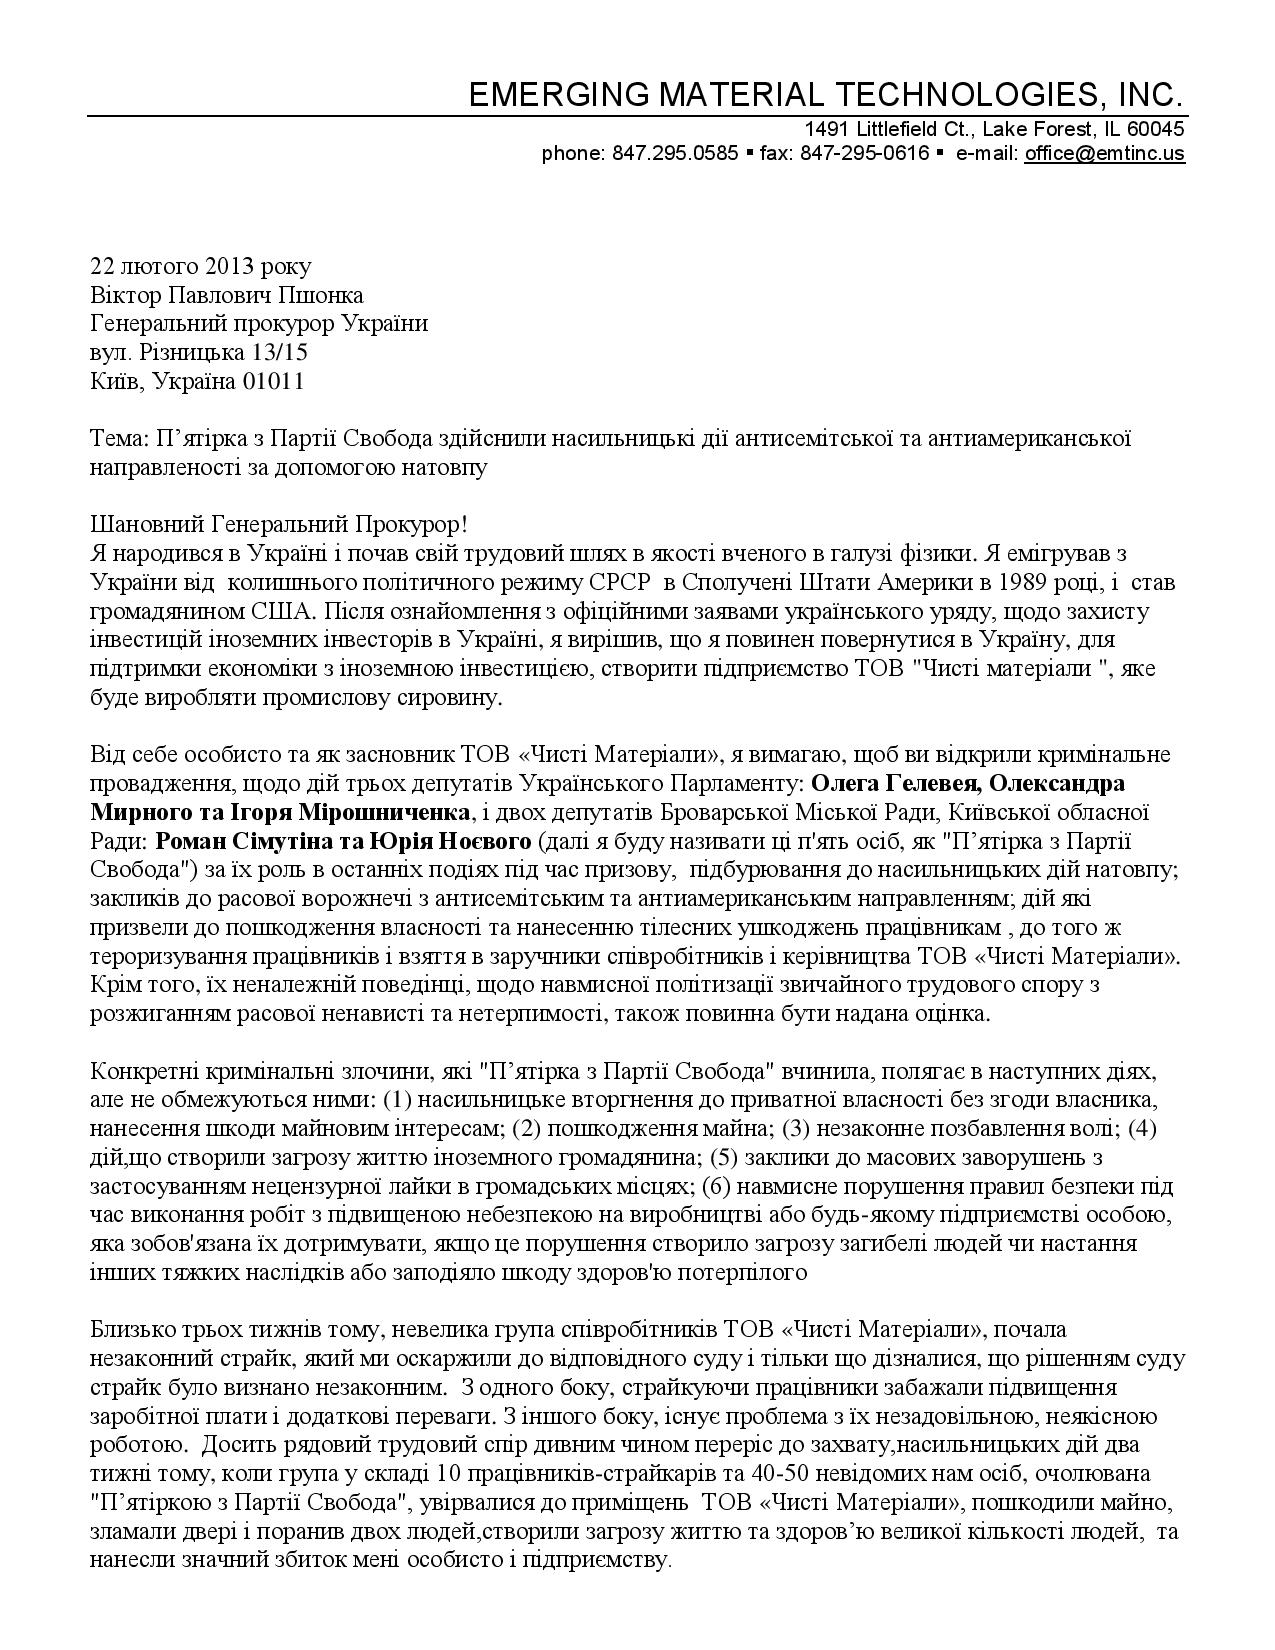 EMERGING MATERIAL TECHNOLOGIES, INC.
1491 Littlefield Ct., Lake Forest, IL 60045
phone: 847.295.0585 ▪ fax: 847-295-0616 ▪ e-mail: office@emtinc.us
22 лютого 2013 року
Віктор Павлович Пшонка
Генеральний прокурор України
вул. Різницька 13/15
Київ, Україна 01011
Тема: П’ятірка з Партії Свобода здійснили насильницькі дії антисемітської та антиамериканської
направленості за допомогою натовпу
Шановний Генеральний Прокурор!
Я народився в Україні і почав свій трудовий шлях в якості вченого в галузі фізики. Я емігрував з
України від колишнього політичного режиму СРСР в Сполучені Штати Америки в 1989 році, і став
громадянином США. Після ознайомлення з офіційними заявами українського уряду, щодо захисту
інвестицій іноземних інвесторів в Україні, я вирішив, що я повинен повернутися в Україну, для
підтримки економіки з іноземною інвестицією, створити підприємство ТОВ "Чисті матеріали ", яке
буде виробляти промислову сировину.
Від себе особисто та як засновник ТОВ «Чисті Матеріали», я вимагаю, щоб ви відкрили кримінальне
провадження, щодо дій трьох депутатів Українського Парламенту: Олега Гелевея, Олександра
Мирного та Ігоря Мірошниченка, і двох депутатів Броварської Міської Ради, Київської обласної
Ради: Роман Сімутіна та Юрія Ноєвого (далі я буду називати ці п'ять осіб, як "П’ятірка з Партії
Свобода") за їх роль в останніх подіях під час призову, підбурювання до насильницьких дій натовпу;
закликів до расової ворожнечі з антисемітським та антиамериканським направленням; дій які
призвели до пошкодження власності та нанесенню тілесних ушкоджень працівникам , до того ж
тероризування працівників і взяття в заручники співробітників і керівництва ТОВ «Чисті Матеріали».
Крім того, їх неналежній поведінці, щодо навмисної політизації звичайного трудового спору з
розжиганням расової ненависті та нетерпимості, також повинна бути надана оцінка.
Конкретні кримінальні злочини, які "П’ятірка з Партії Свобода" вчинила, полягає в наступних діях,
але не обмежуються ними: (1) насильницьке вторгнення до приватної власності без згоди власника,
нанесення шкоди майновим інтересам; (2) пошкодження майна; (3) незаконне позбавлення волі; (4)
дій,що створили загрозу життю іноземного громадянина; (5) заклики до масових заворушень з
застосуванням нецензурної лайки в громадських місцях; (6) навмисне порушення правил безпеки під
час виконання робіт з підвищеною небезпекою на виробництві або будь-якому підприємстві особою,
яка зобов'язана їх дотримувати, якщо це порушення створило загрозу загибелі людей чи настання
інших тяжких наслідків або заподіяло шкоду здоров'ю потерпілого
Близько трьох тижнів тому, невелика група співробітників ТОВ «Чисті Матеріали», почала
незаконний страйк, який ми оскаржили до відповідного суду і тільки що дізналися, що рішенням суду
страйк було визнано незаконним. З одного боку, страйкуючи працівники забажали підвищення
заробітної плати і додаткові переваги. З іншого боку, існує проблема з їх незадовільною, неякісною
роботою. Досить рядовий трудовий спір дивним чином переріс до захвату,насильницьких дій два
тижні тому, коли група у складі 10 працівників-страйкарів та 40-50 невідомих нам осіб, очолювана
"П’ятіркою з Партії Свобода", увірвалися до приміщень ТОВ «Чисті Матеріали», пошкодили майно,
зламали двері і поранив двох людей,створили загрозу життю та здоров’ю великої кількості людей, та
нанесли значний збиток мені особисто і підприємству.